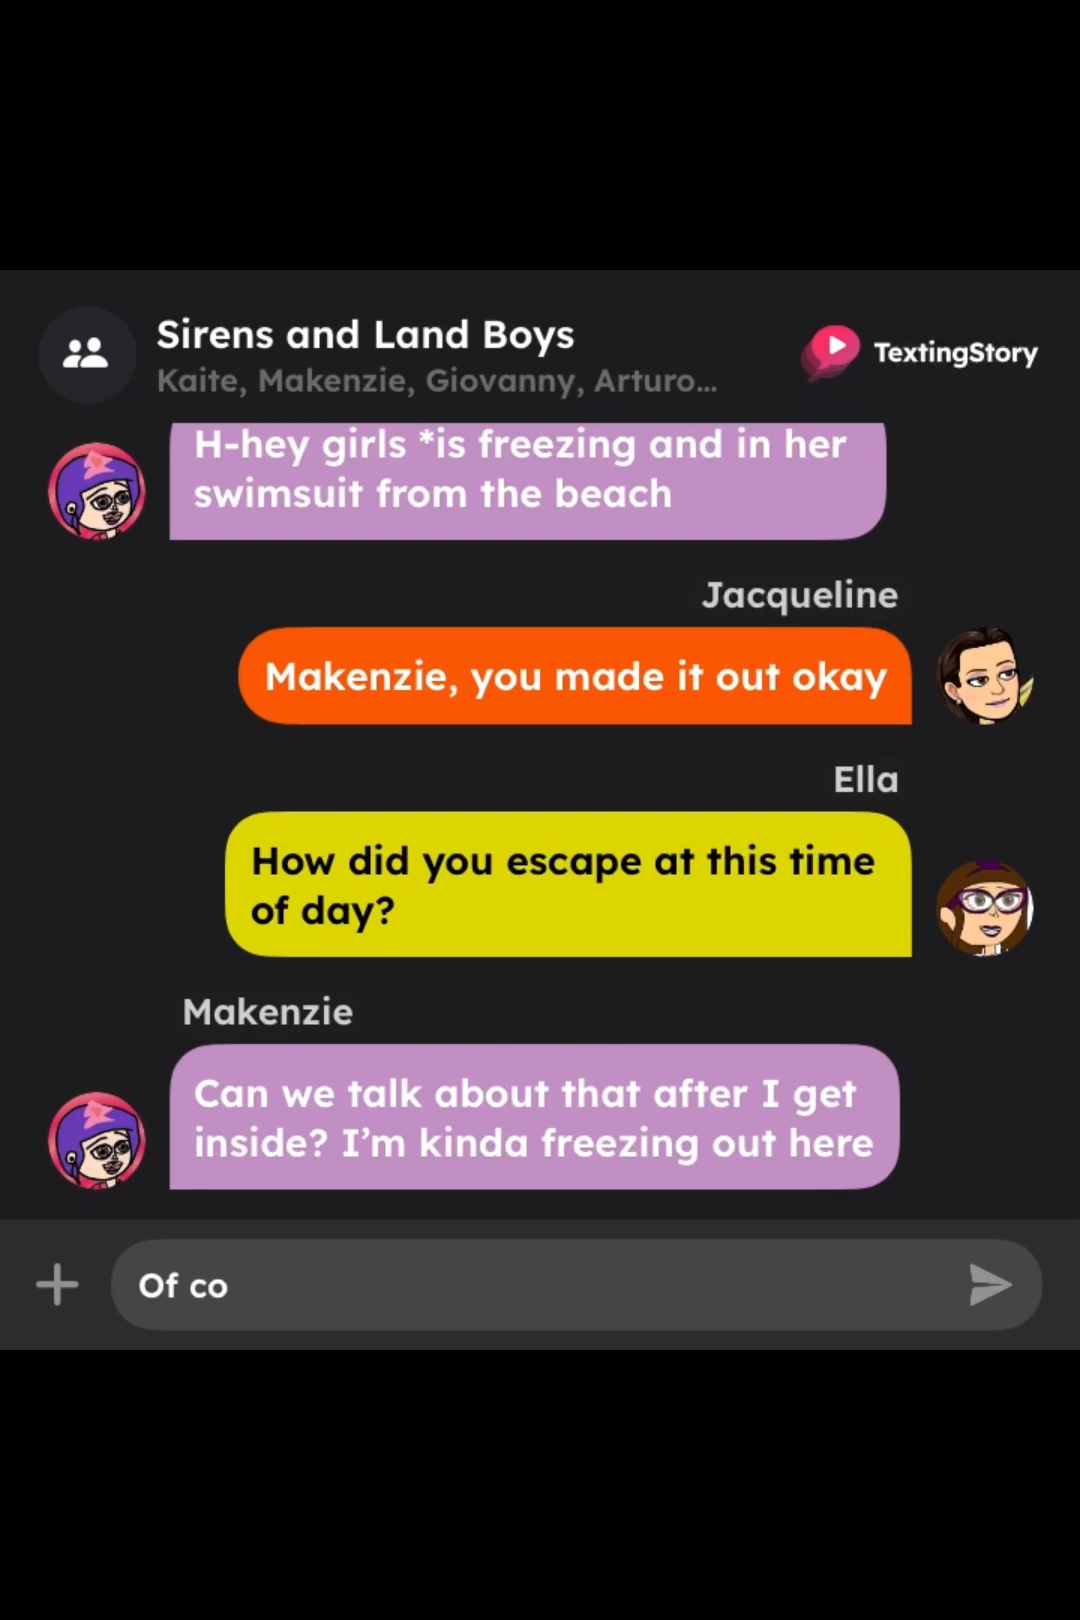 Sirens and Land Boys
Kaite, Makenzie, Giovanny, Arturo...
TextingStory
H-hey girls *is freezing and in her
swimsuit from the beach
Jacqueline
Makenzie, you made it out okay
Ella
How did you escape at this time
of day?
Makenzie
Can we talk about that after I get
inside? I’m kinda freezing out here
Of co